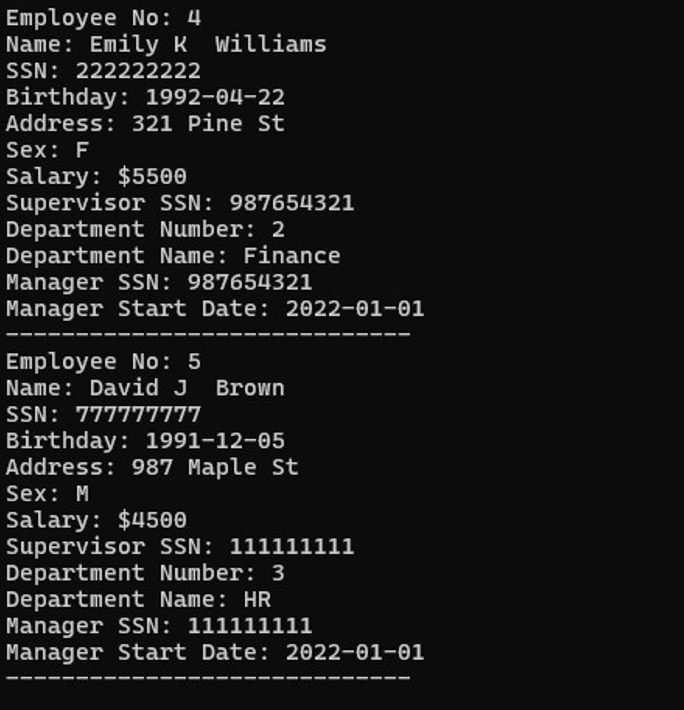 Employee No: 4
Name: Emily K  Williams
SSN: 222222222
Birthday: 1992-04-22
Address: 321 Pine St
Sex: F
Salary: $5500
Supervisor SSN: 987654321
Department Number: 2
Department Name: Finance
Manager SSN: 987654321
Manager Start Date: 2022-01-01
-----------------------------
Employee No: 5
Name: David J  Brown
SSN: 777777777
Birthday: 1991-12-05
Address: 987 Maple St
Sex: M
Salary: $4500
Supervisor SSN: 111111111
Department Number: 3
Department Name: HR
Manager SSN: 111111111
Manager Start Date: 2022-01-01
-----------------------------